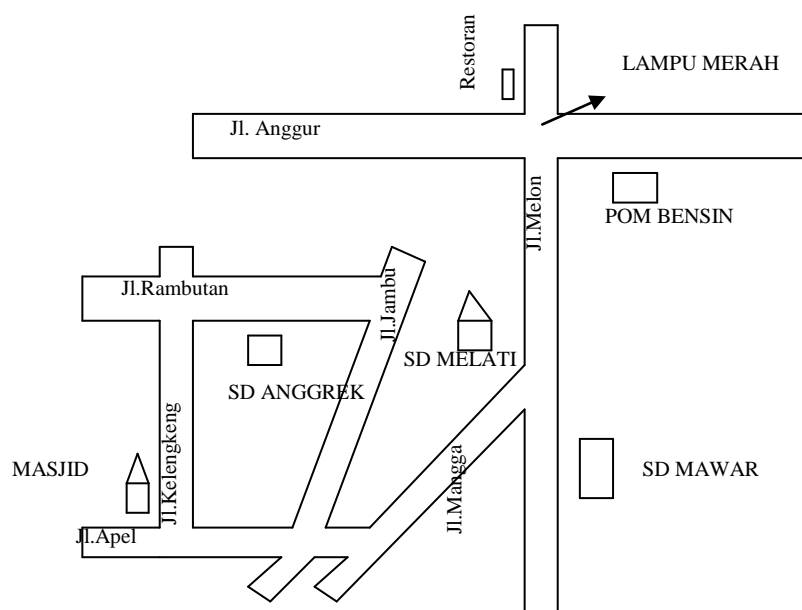 Restoran
LAMPU MERAH
Jl. Anggur
Jl.Melon
POM BENSIN
Jl.Rambutan
Jl.Jambu
SD MELATI
SD ANGGREK
Jl.Kelengkeng
MASJID
Jl.Mangga
SD MAWAR
Jl.Apel